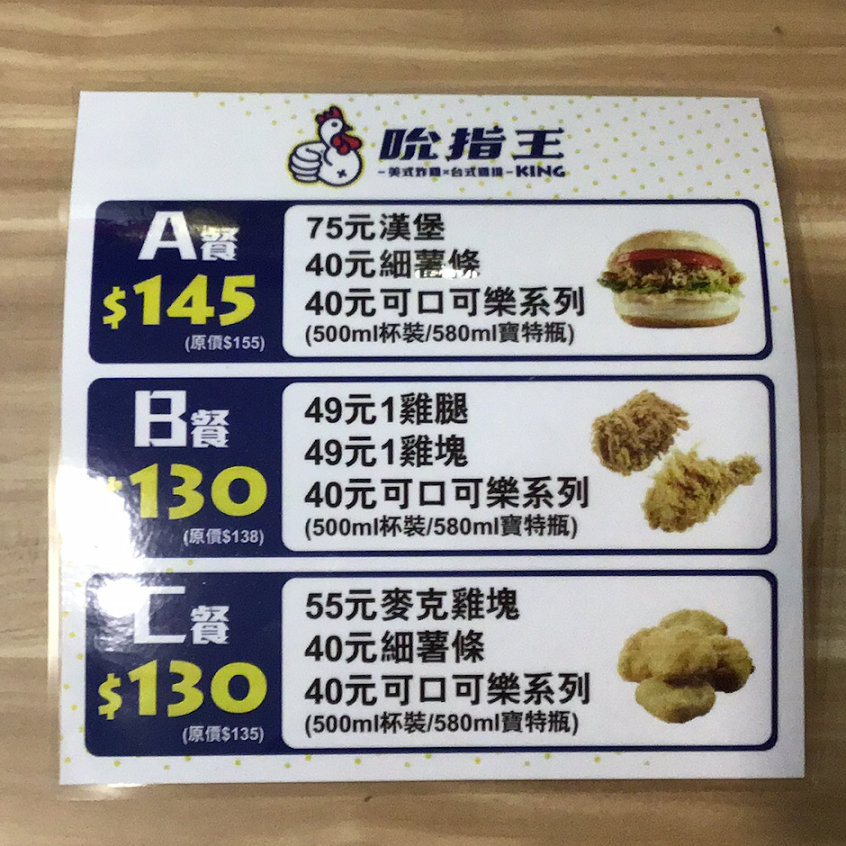 吮指王
-美式炸雞×台式雞排-KING
A餐
$145
(原價$155)
75元漢堡
40元細薯條
40元可口可樂系列
(500ml杯裝/580ml寶特瓶)
B餐
$130
(原價$138)
49元1雞腿
49元1雞塊
40元可口可樂系列
(500ml杯裝/580ml寶特瓶)
C餐
$130
(原價$135)
55元麥克雞塊
40元細薯條
40元可口可樂系列
(500ml杯裝/580ml寶特瓶)